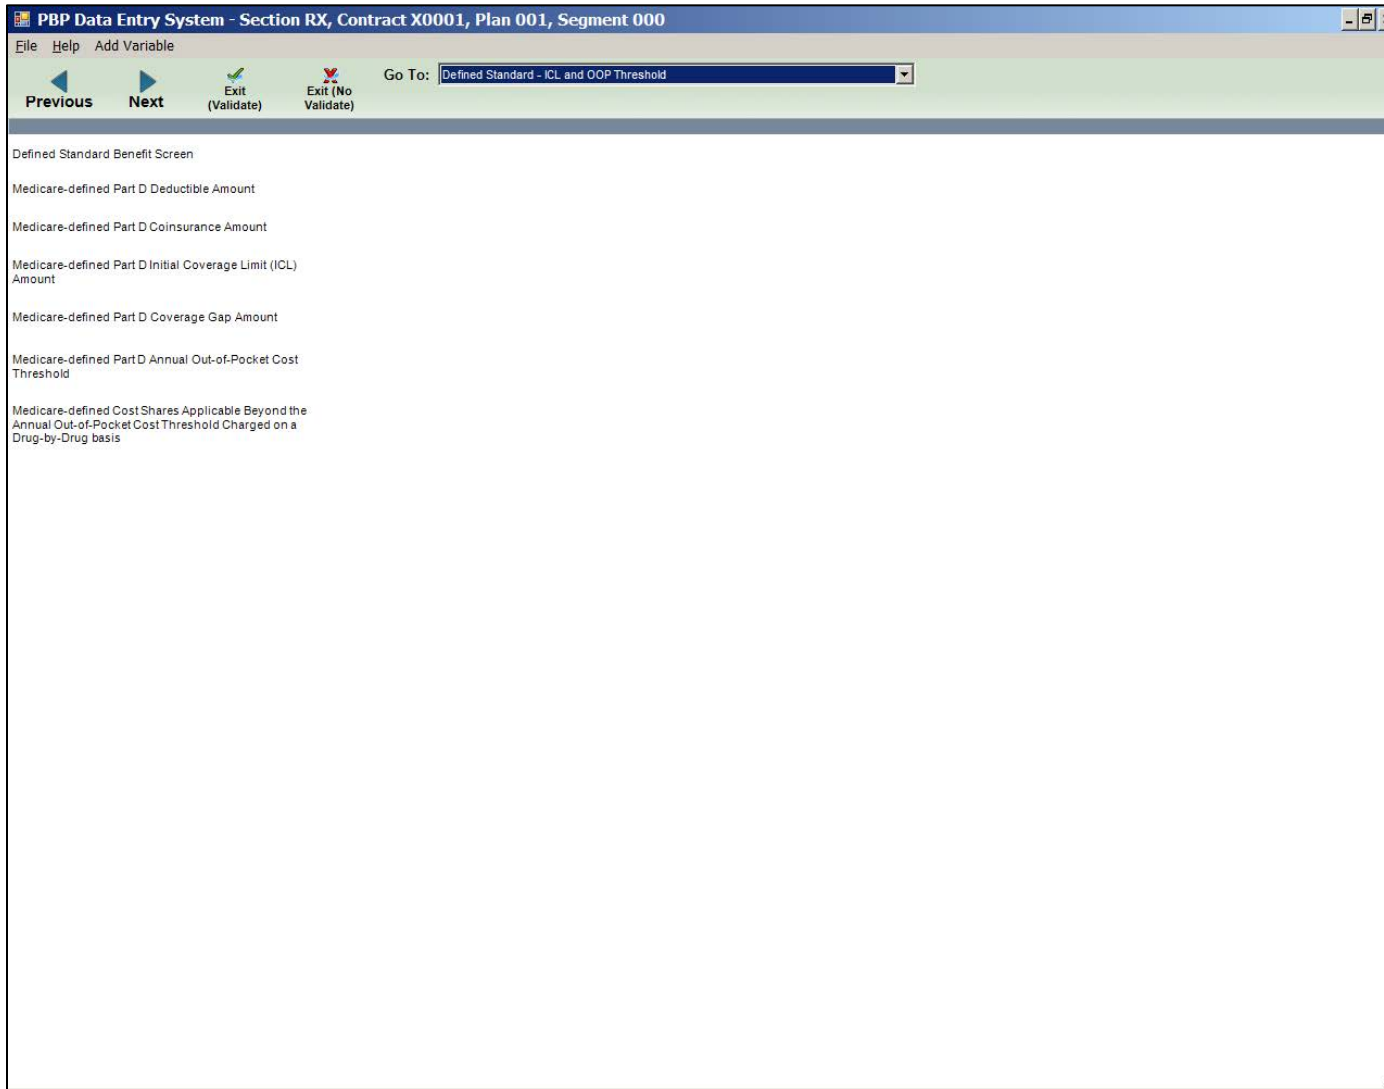 PBP Data Entry System - Section RX, Contract X0001, Plan 001, Segment 000
File Help Add Variable
Previous
Next
Exit
(Validate)
Exit (No
Validate)
Go To: Defined Standard - ICL and OOP Threshold
Defined Standard Benefit Screen
Medicare-defined Part D Deductible Amount
Medicare-defined Part D Coinsurance Amount
Medicare-defined Part D Initial Coverage Limit (ICL)
Amount
Medicare-defined Part D Coverage Gap Amount
Medicare-defined Part D Annual Out-of-Pocket Cost
Threshold
Medicare-defined Cost Shares Applicable Beyond the
Annual Out-of-Pocket Cost Threshold Charged on a
Drug-by-Drug basis